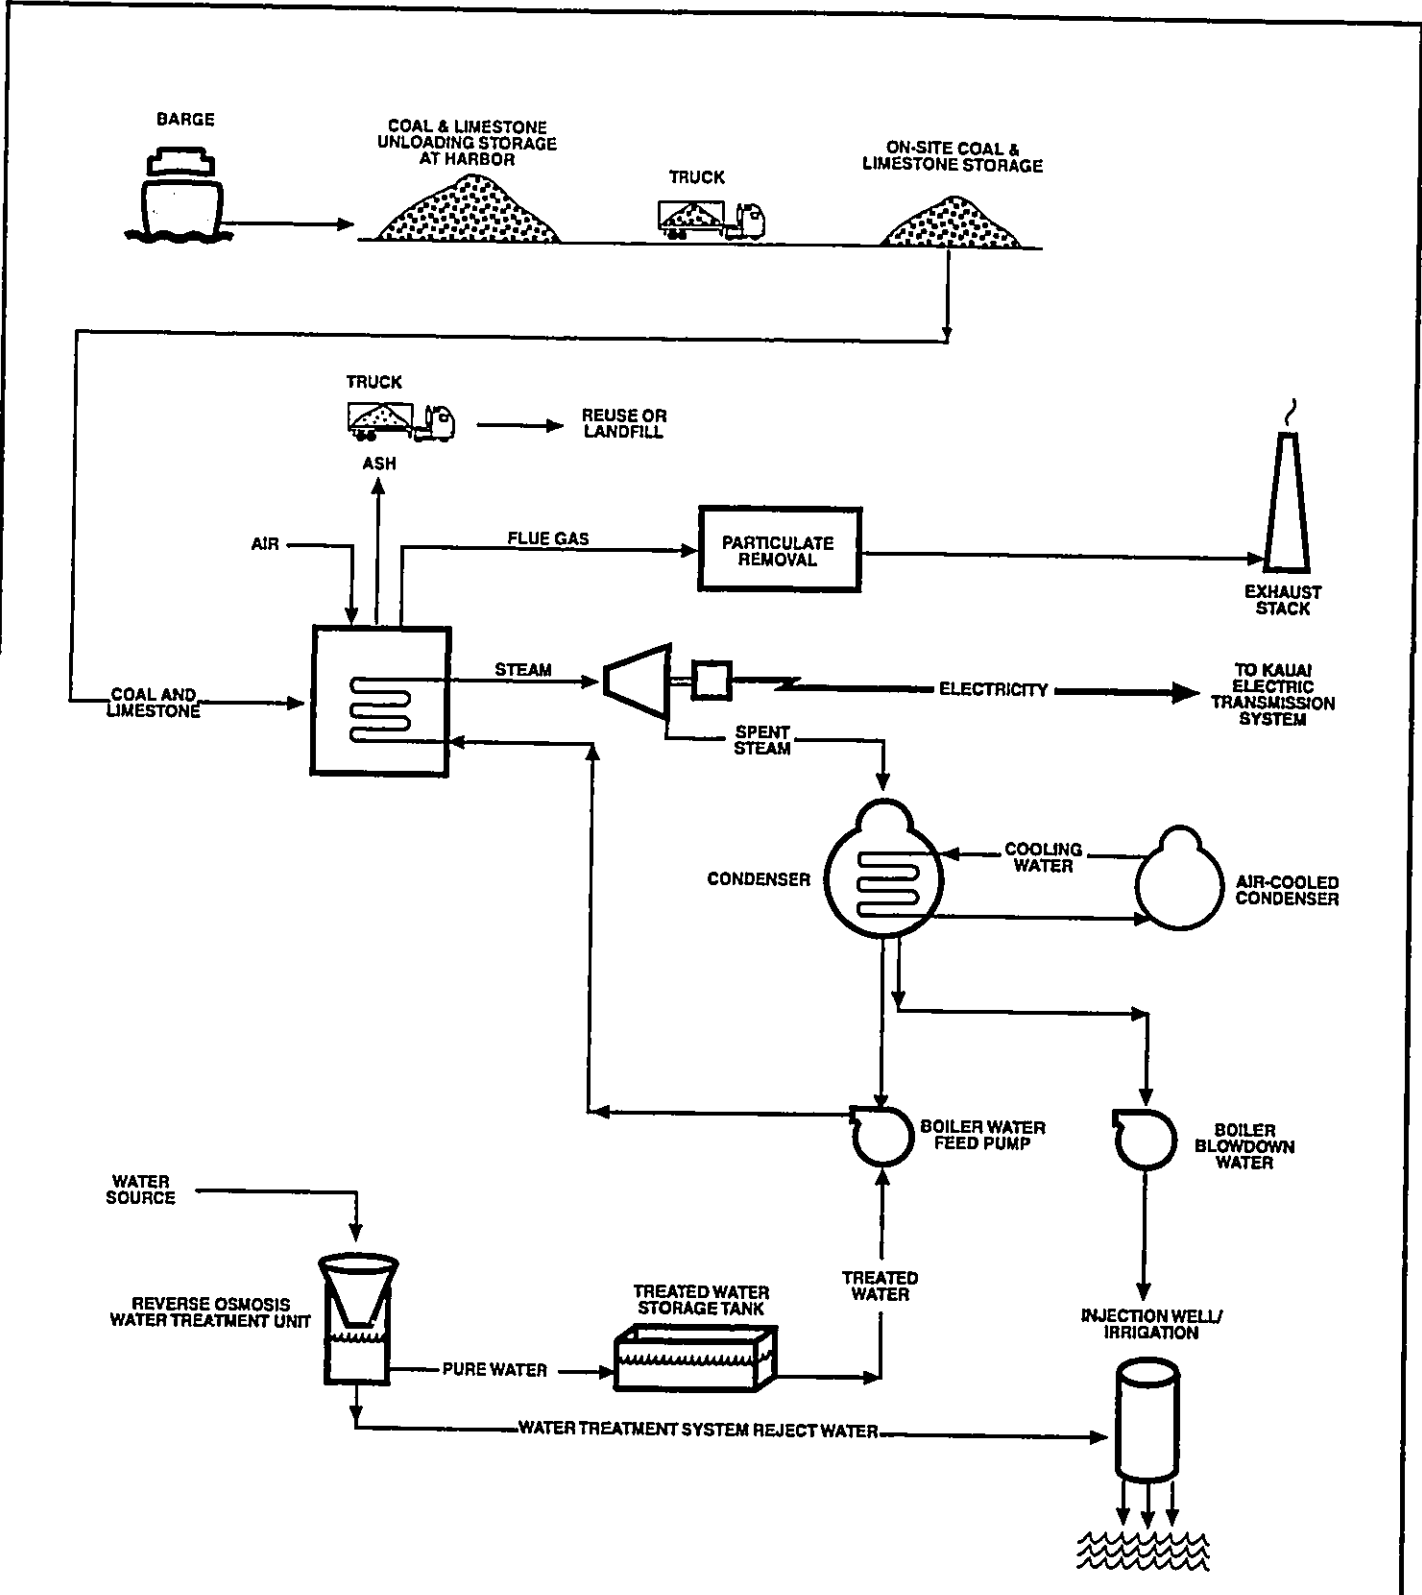 BARGE
COAL & LIMESTONE
UNLOADING STORAGE
AT HARBOR
TRUCK
ON-SITE COAL &
LIMESTONE STORAGE
TRUCK
REUSE OR
LANDFILL
ASH
AIR
FLUE GAS
PARTICULATE
REMOVAL
EXHAUST
STACK
COAL AND
LIMESTONE
STEAM
ELECTRICITY
TO KAUAI
ELECTRIC
TRANSMISSION
SYSTEM
SPENT
STEAM
CONDENSER
COOLING
WATER
AIR-COOLED
CONDENSER
BOILER WATER
FEED PUMP
BOILER
BLOWDOWN
WATER
WATER
SOURCE
REVERSE OSMOSIS
WATER TREATMENT UNIT
TREATED WATER
STORAGE TANK
TREATED
WATER
INJECTION WELL/
IRRIGATION
PURE WATER
WATER TREATMENT SYSTEM REJECT WATER